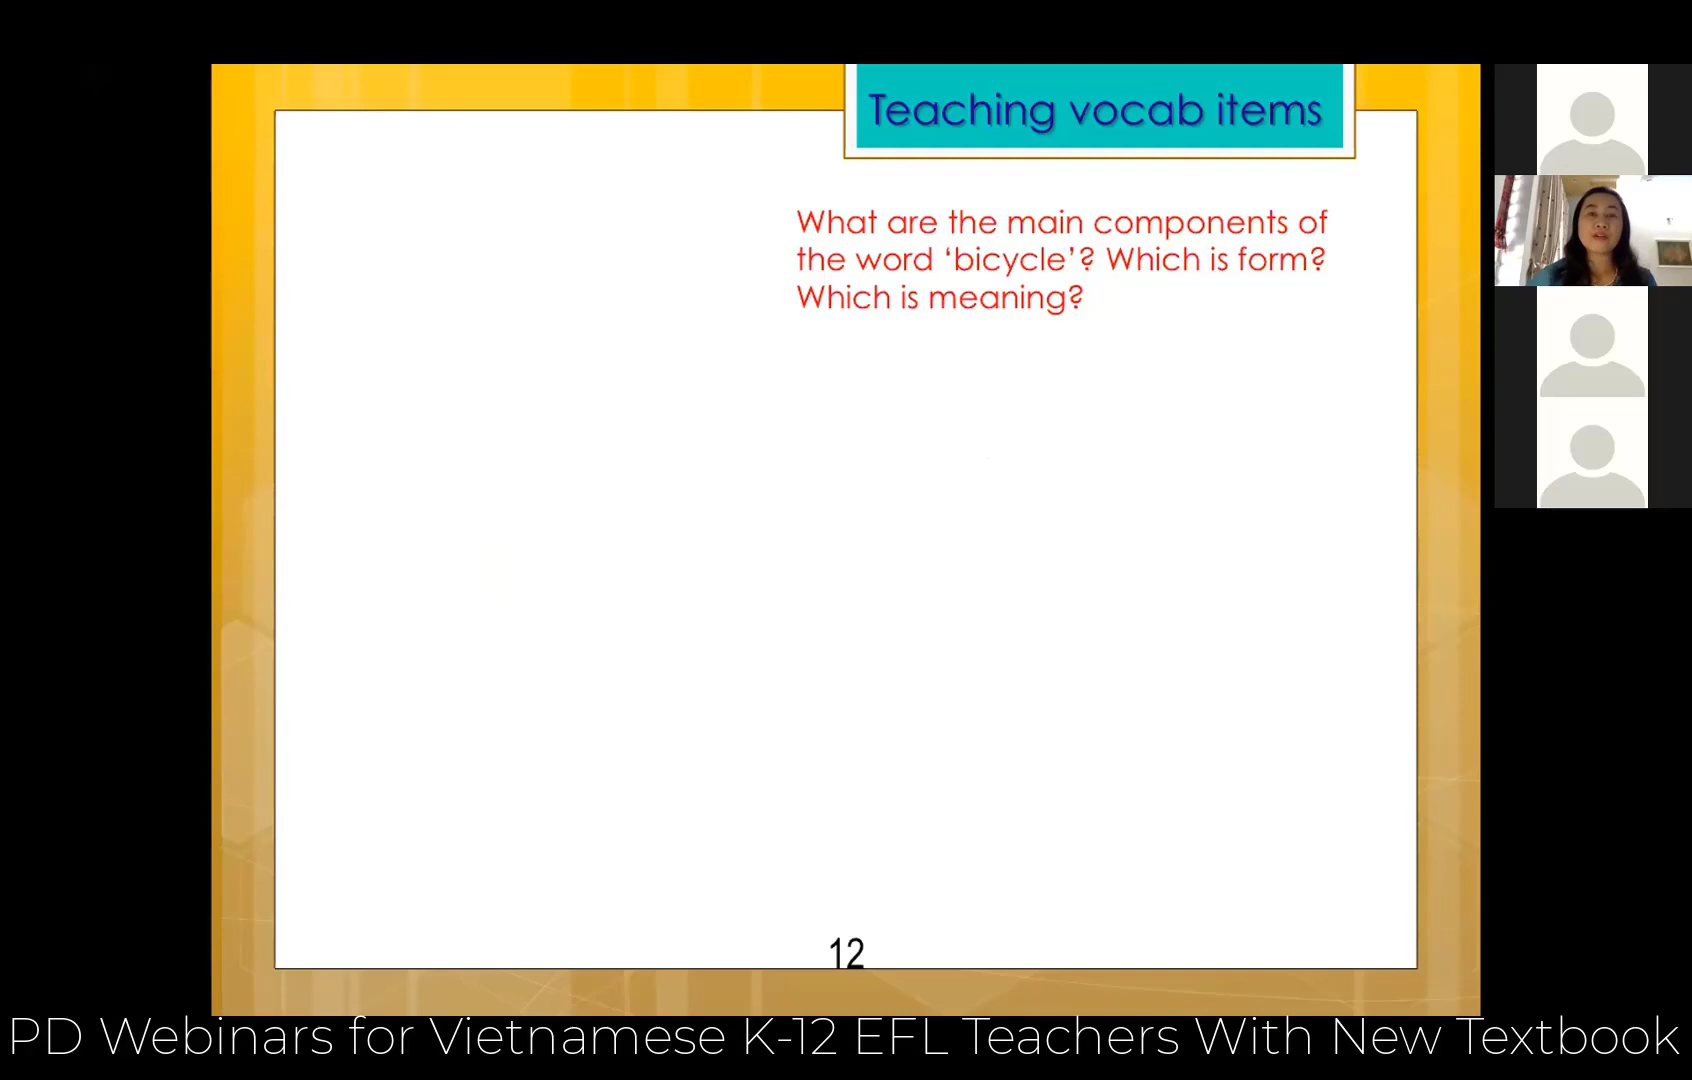 Teaching vocab items
What are the main components of
the word ‘bicycle’? Which is form?
Which is meaning?
12
PD Webinars for Vietnamese K-12 EFL Teachers With New Textbook